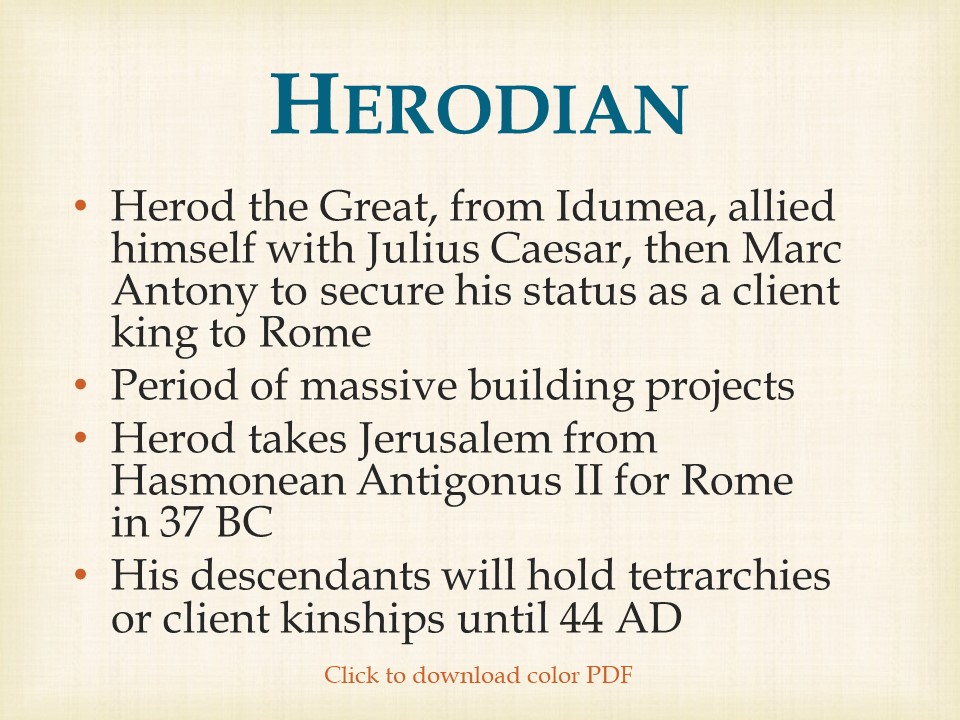 HERODIAN
• Herod the Great, from Idumea, allied
himself with Julius Caesar, then Marc
Antony to secure his status as a client
king to Rome
• Period of massive building projects
• Herod takes Jerusalem from
Hasmonean Antigonus II for Rome
in 37 BC
• His descendants will hold tetrarchies
or client kinships until 44 AD
Click to download color PDF